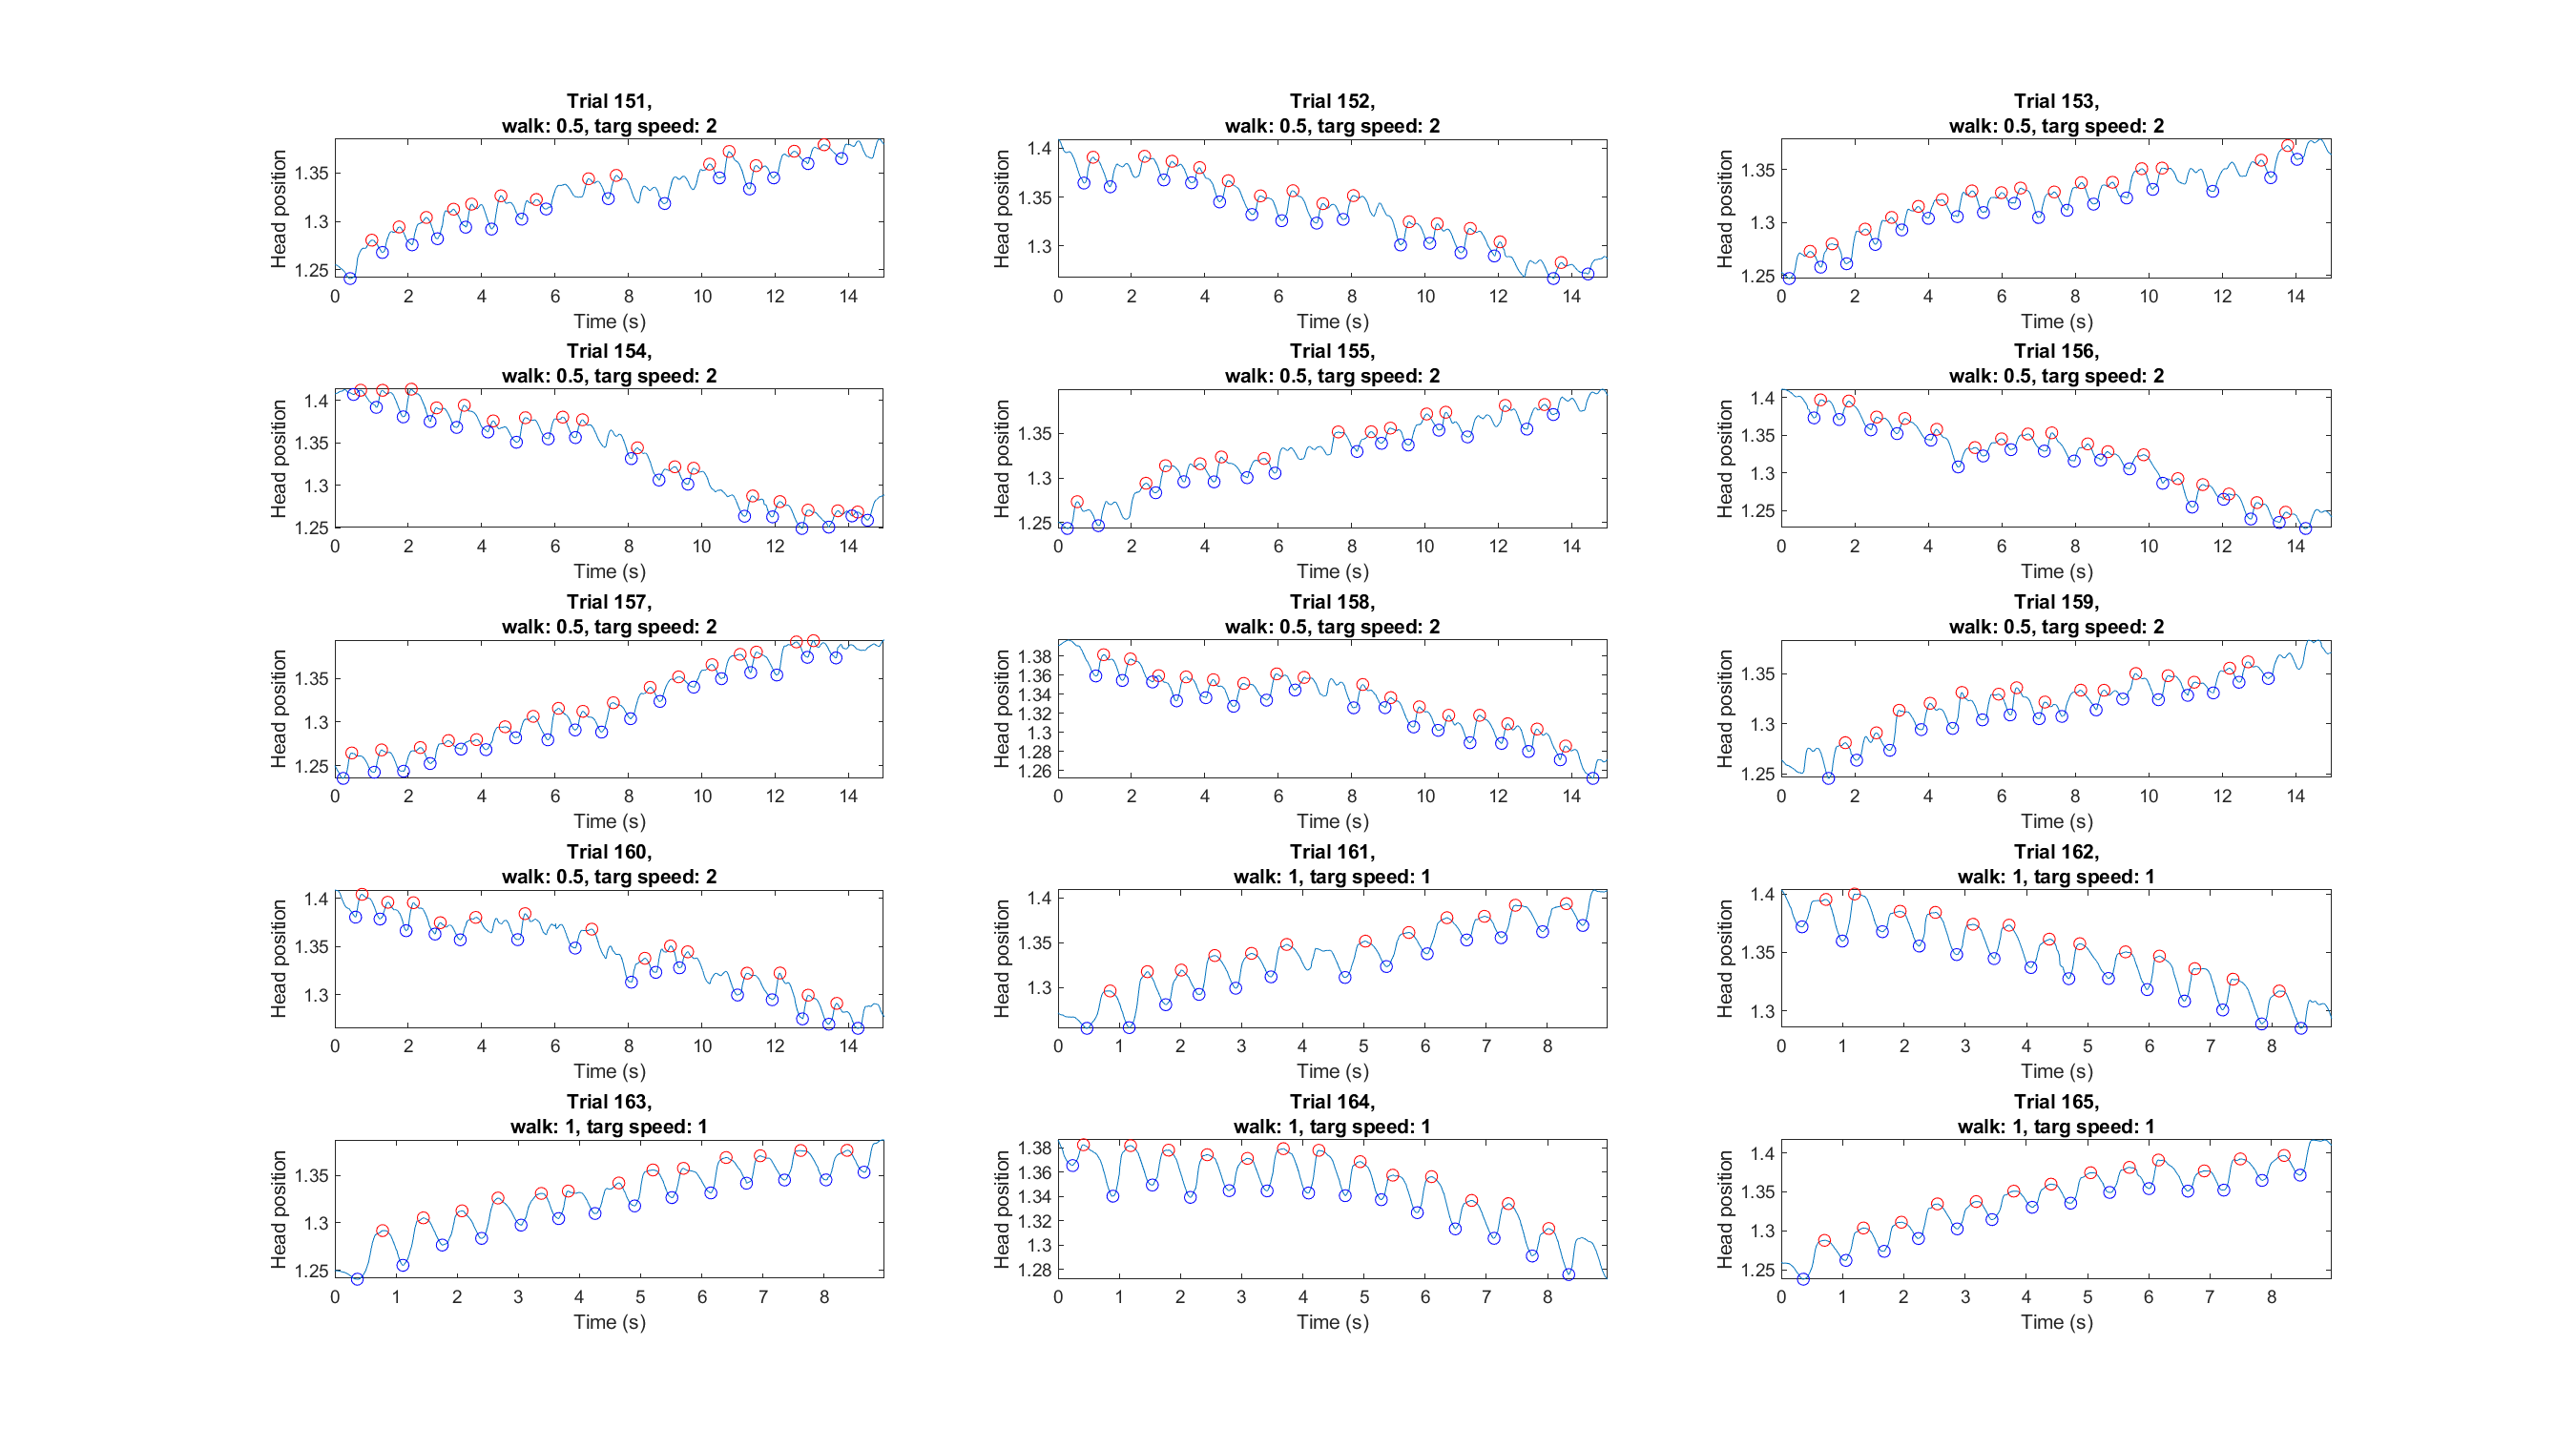 Trial 151,
walk: 0.5, targ speed: 2
Head position
1.35
1.3
1.25
0 2 4 6 8 10 12 14
Time (s)
Trial 152,
walk: 0.5, targ speed: 2
Head position
1.4
1.35
1.3
0 2 4 6 8 10 12 14
Time (s)
Trial 153,
walk: 0.5, targ speed: 2
Head position
1.35
1.3
1.25
0 2 4 6 8 10 12 14
Time (s)
Trial 154,
walk: 0.5, targ speed: 2
Head position
1.4
1.35
1.3
1.25
0 2 4 6 8 10 12 14
Time (s)
Trial 155,
walk: 0.5, targ speed: 2
Head position
1.35
1.3
1.25
0 2 4 6 8 10 12 14
Time (s)
Trial 156,
walk: 0.5, targ speed: 2
Head position
1.4
1.35
1.3
1.25
0 2 4 6 8 10 12 14
Time (s)
Trial 157,
walk: 0.5, targ speed: 2
Head position
1.35
1.3
1.25
0 2 4 6 8 10 12 14
Time (s)
Trial 158,
walk: 0.5, targ speed: 2
Head position
1.38
1.36
1.34
1.32
1.3
1.28
1.26
0 2 4 6 8 10 12 14
Time (s)
Trial 159,
walk: 0.5, targ speed: 2
Head position
1.35
1.3
1.25
0 2 4 6 8 10 12 14
Time (s)
Trial 160,
walk: 0.5, targ speed: 2
Head position
1.4
1.35
1.3
0 2 4 6 8 10 12 14
Time (s)
Trial 161,
walk: 1, targ speed: 1
Head position
1.4
1.35
1.3
0 1 2 3 4 5 6 7 8
Time (s)
Trial 162,
walk: 1, targ speed: 1
Head position
1.4
1.35
1.3
0 1 2 3 4 5 6 7 8
Time (s)
Trial 163,
walk: 1, targ speed: 1
Head position
1.35
1.3
1.25
0 1 2 3 4 5 6 7 8
Time (s)
Trial 164,
walk: 1, targ speed: 1
Head position
1.38
1.36
1.34
1.32
1.3
1.28
0 1 2 3 4 5 6 7 8
Time (s)
Trial 165,
walk: 1, targ speed: 1
Head position
1.4
1.35
1.3
1.25
0 1 2 3 4 5 6 7 8
Time (s)